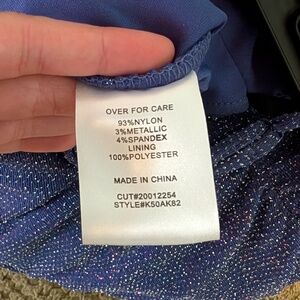 OVER FOR CARE
93%NYLON
3%METALLIC
4%SPANDEX
LINING
100%POLYESTER
MADE IN CHINA
CUT#20012254
STYLE#K50AK82